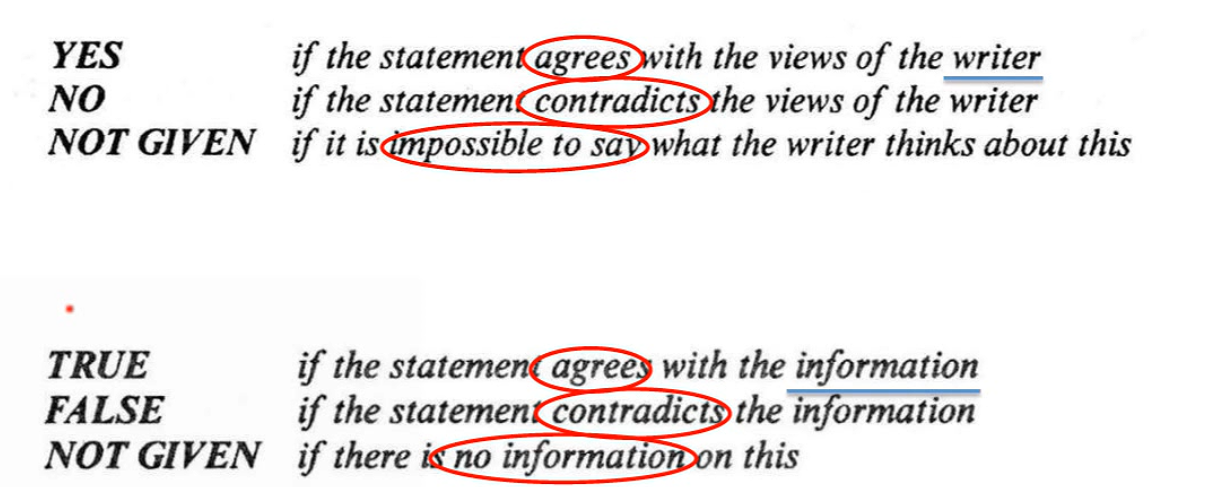 YES if the statement agrees with the views of the writer
NO if the statement contradicts the views of the writer
NOT GIVEN if it is impossible to say what the writer thinks about this
TRUE if the statement agrees with the information
FALSE if the statement contradicts the information
NOT GIVEN if there is no information on this